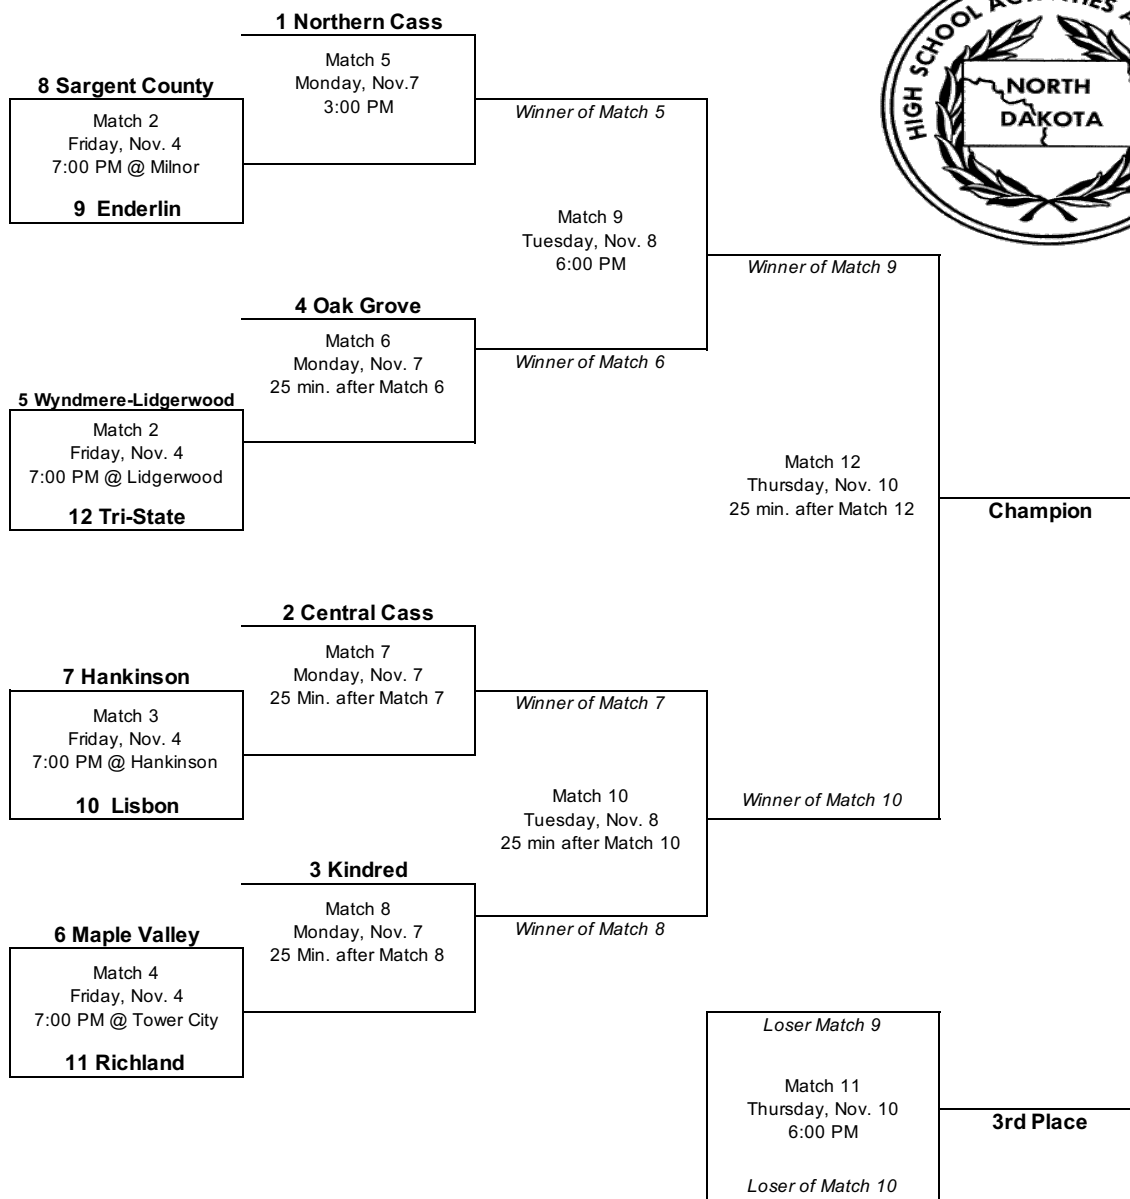 1 Northern Cass
Match 5
Monday, Nov.7
3:00 PM
8 Sargent County
Match 2
Friday, Nov. 4
7:00 PM @ Milnor
9 Enderlin
Winner of Match 5
Match 9
Tuesday, Nov. 8
6:00 PM
4 Oak Grove
Match 6
Monday, Nov. 7
25 min. after Match 6
Winner of Match 6
5 Wyndmere-Lidgerwood
Match 2
Friday, Nov. 4
7:00 PM @ Lidgerwood
12 Tri-State
Winner of Match 9
Match 12
Thursday, Nov. 10
25 min. after Match 12
Champion
2 Central Cass
Match 7
Monday, Nov. 7
25 Min. after Match 7
7 Hankinson
Match 3
Friday, Nov. 4
7:00 PM @ Hankinson
10 Lisbon
Winner of Match 7
Match 10
Tuesday, Nov. 8
25 min after Match 10
Winner of Match 10
3 Kindred
Match 8
Monday, Nov. 7
25 Min. after Match 8
Winner of Match 8
6 Maple Valley
Match 4
Friday, Nov. 4
7:00 PM @ Tower City
11 Richland
Loser Match 9
Match 11
Thursday, Nov. 10
6:00 PM
3rd Place
Loser of Match 10
HIGH SCHOOL ACTIVITIES A
NORTH
DAKOTA